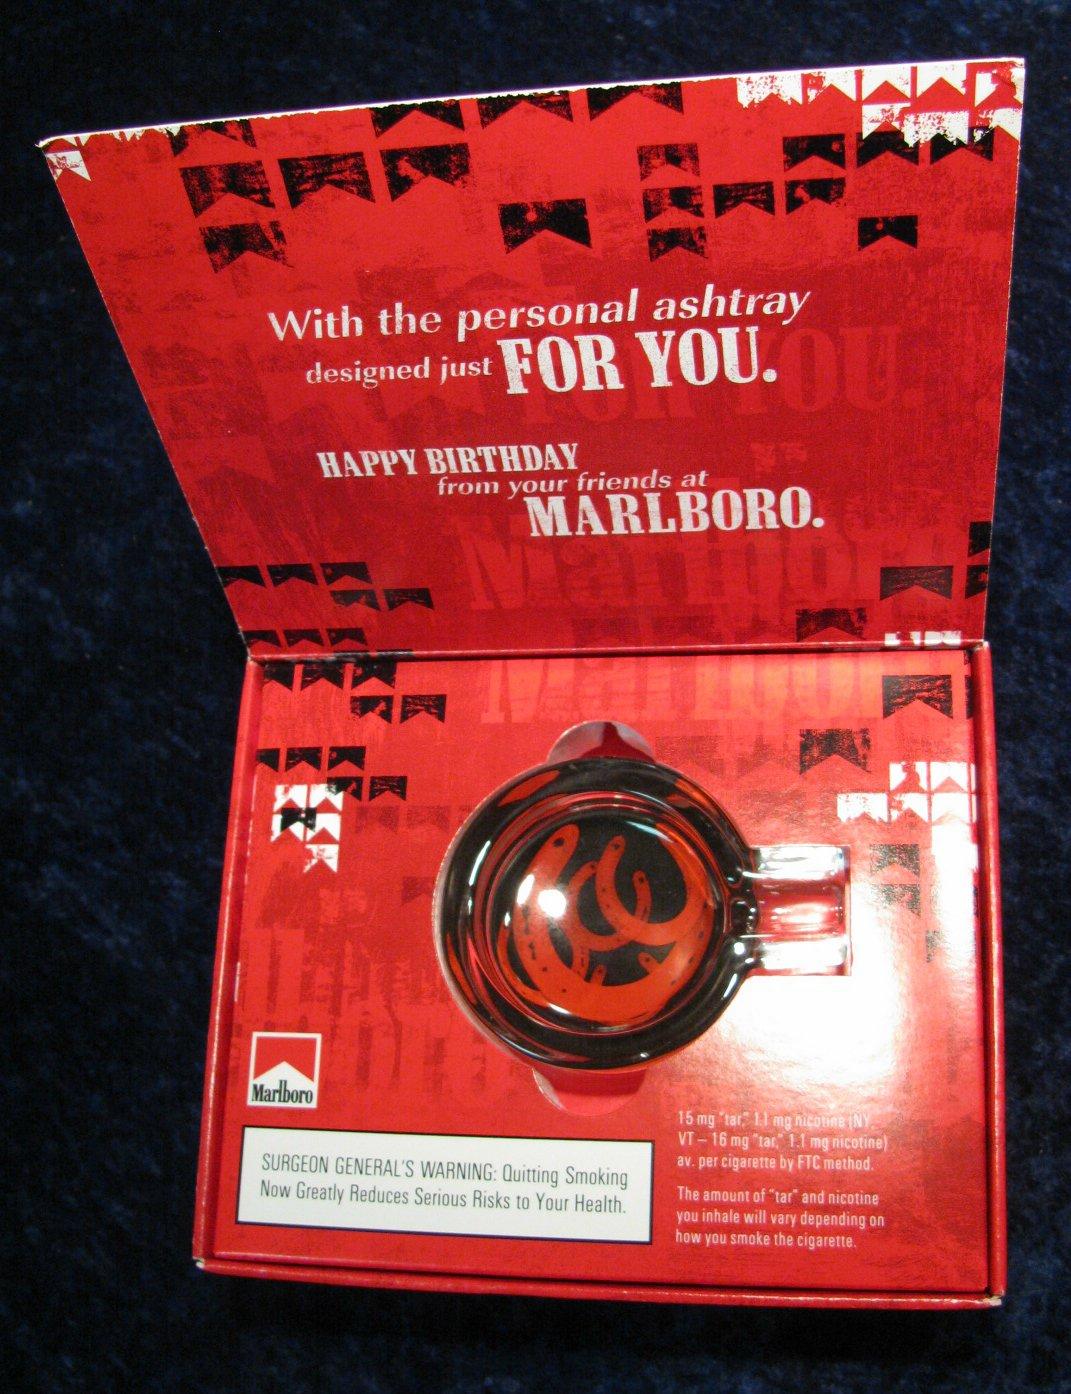 With the personal ashtray
designed just FOR YOU.
HAPPY BIRTHDAY
from your friends at
MARLBORO.
Marlboro
SURGEON GENERAL'S WARNING: Quitting Smoking
Now Greatly Reduces Serious Risks to Your Health.
15 mg "tar," 1.1 mg nicotine (NY,
VT – 16 mg "tar," 1.1 mg nicotine)
av. per cigarette by FTC method.
The amount of "tar" and nicotine
you inhale will vary depending on
how you smoke the cigarette.